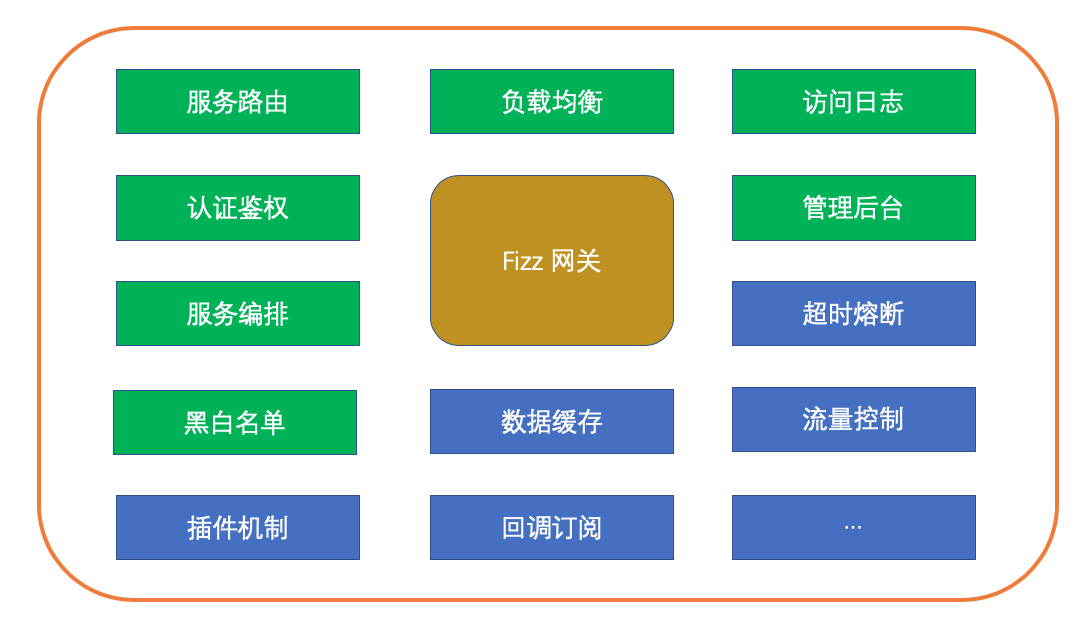 服务路由
负载均衡
访问日志
认证鉴权
Fizz 网关
管理后台
服务编排
超时熔断
黑白名单
数据缓存
流量控制
插件机制
回调订阅
...